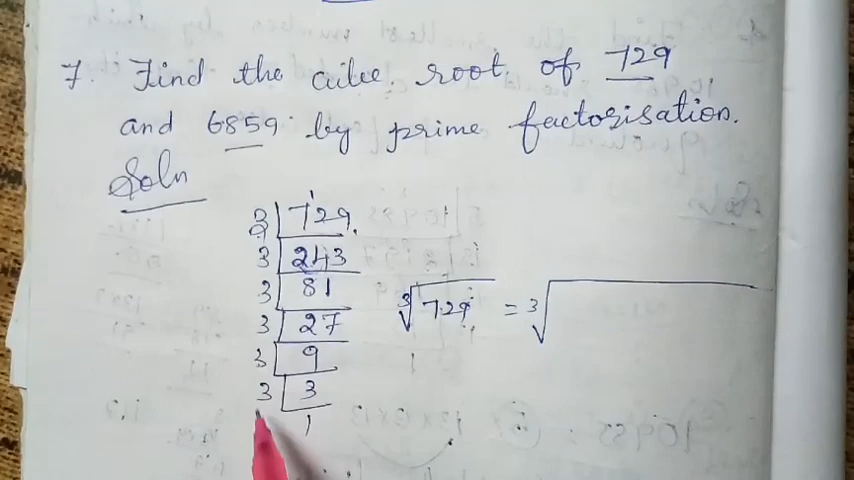 7. Find the cube root of 729
and 6859 by prime factorisation.
Soln
3 | 729
3 | 243
3 | 81
3 | 27
3 | 9
3 | 3
1
∛729 = ∛